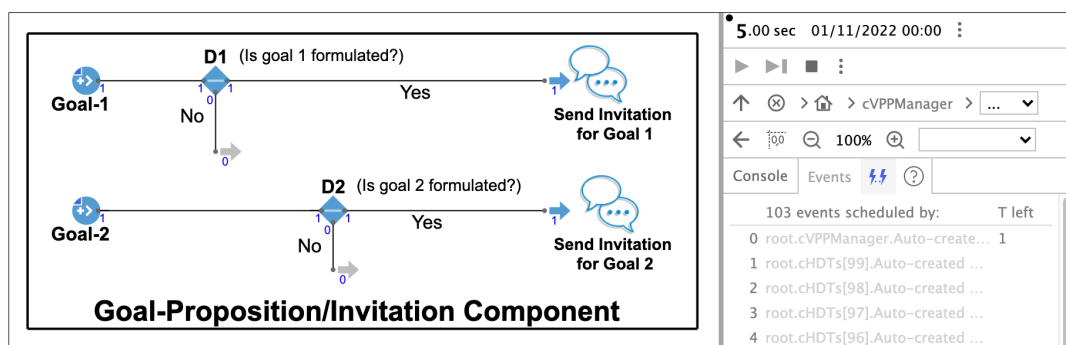 D1 (Is goal 1 formulated?)
1
1
1
0
Goal-1
Yes
1
Send Invitation
for Goal 1
No
0
D2 (Is goal 2 formulated?)
1
1
1
0
Goal-2
Yes
1
Send Invitation
for Goal 2
No
0
Goal-Proposition/Invitation Component
5.00 sec 01/11/2022 00:00
cVPPManager
...
0,0
100%
Console Events ?
103 events scheduled by: T left
0 root.cVPPManager.Auto-create... 1
1 root.cHDTs[99].Auto-created ...
2 root.cHDTs[98].Auto-created ...
3 root.cHDTs[97].Auto-created ...
4 root.cHDTs[96].Auto-created ...